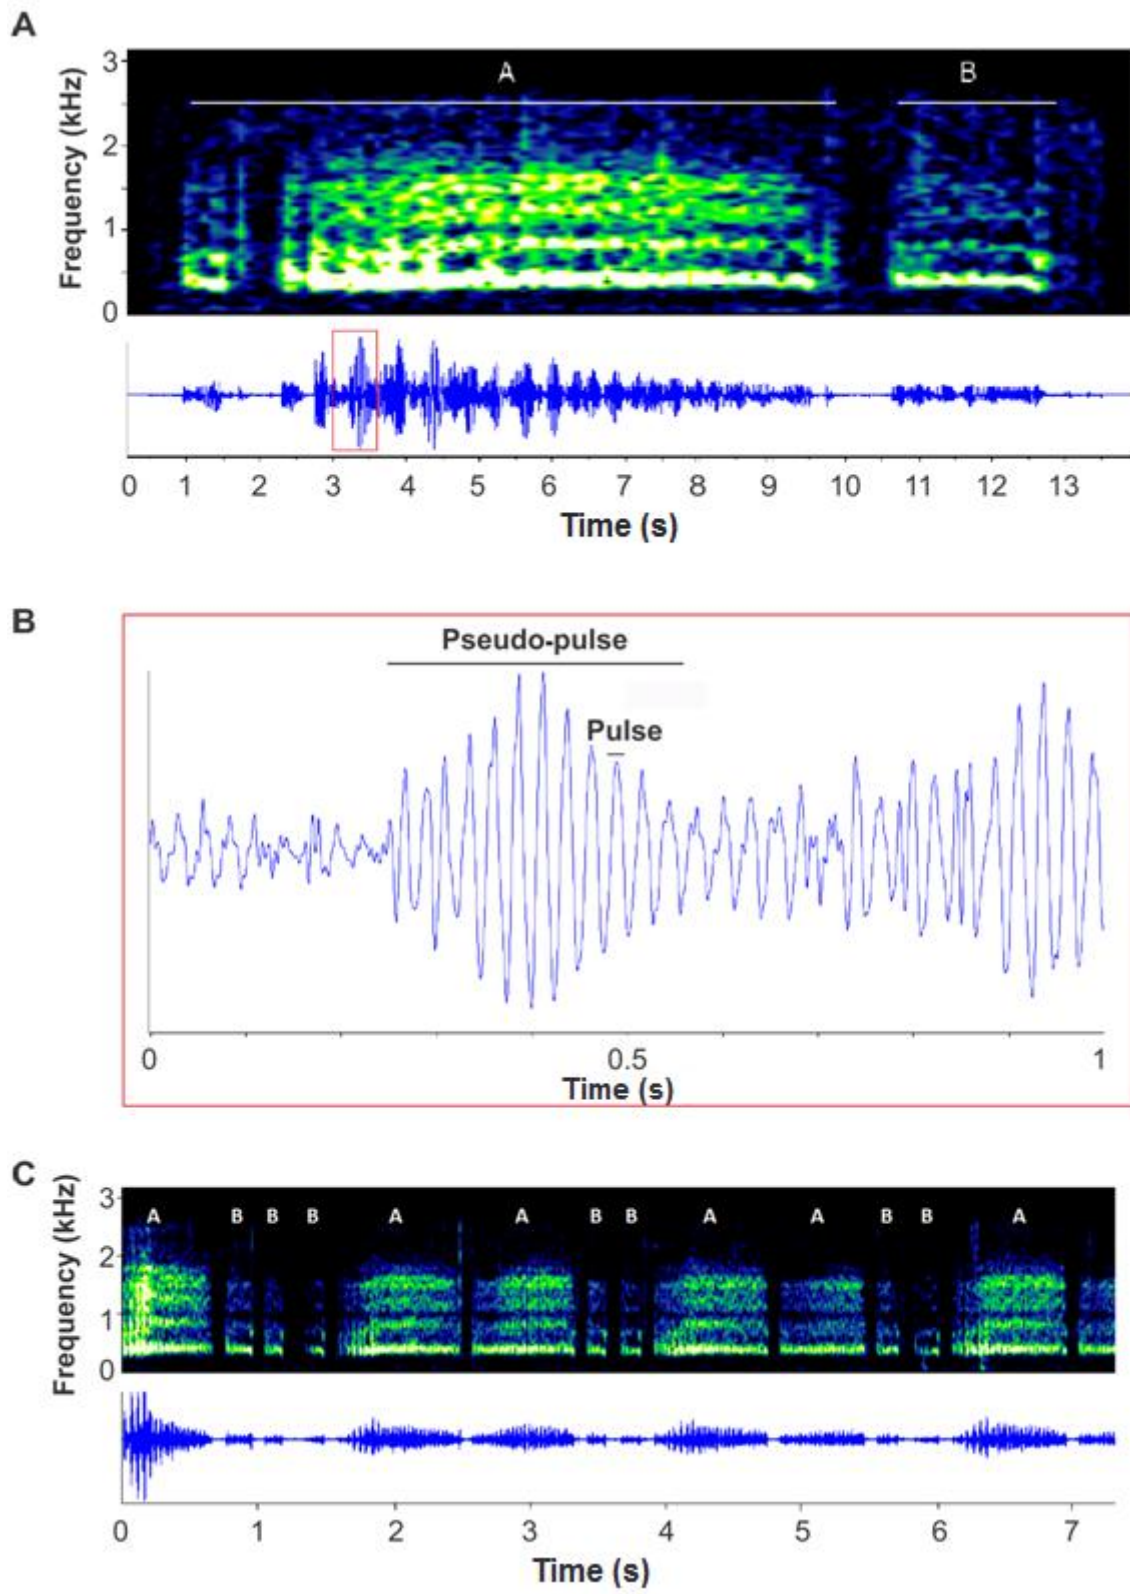 A
Frequency (kHz)
3
2
1
0
A B
0 1 2 3 4 5 6 7 8 9 10 11 12 13
Time (s)
B
Pseudo-pulse
Pulse
0 0.5 1
Time (s)
C
Frequency (kHz)
3
2
1
0
A B B B A A B B A A B B A
0 1 2 3 4 5 6 7
Time (s)